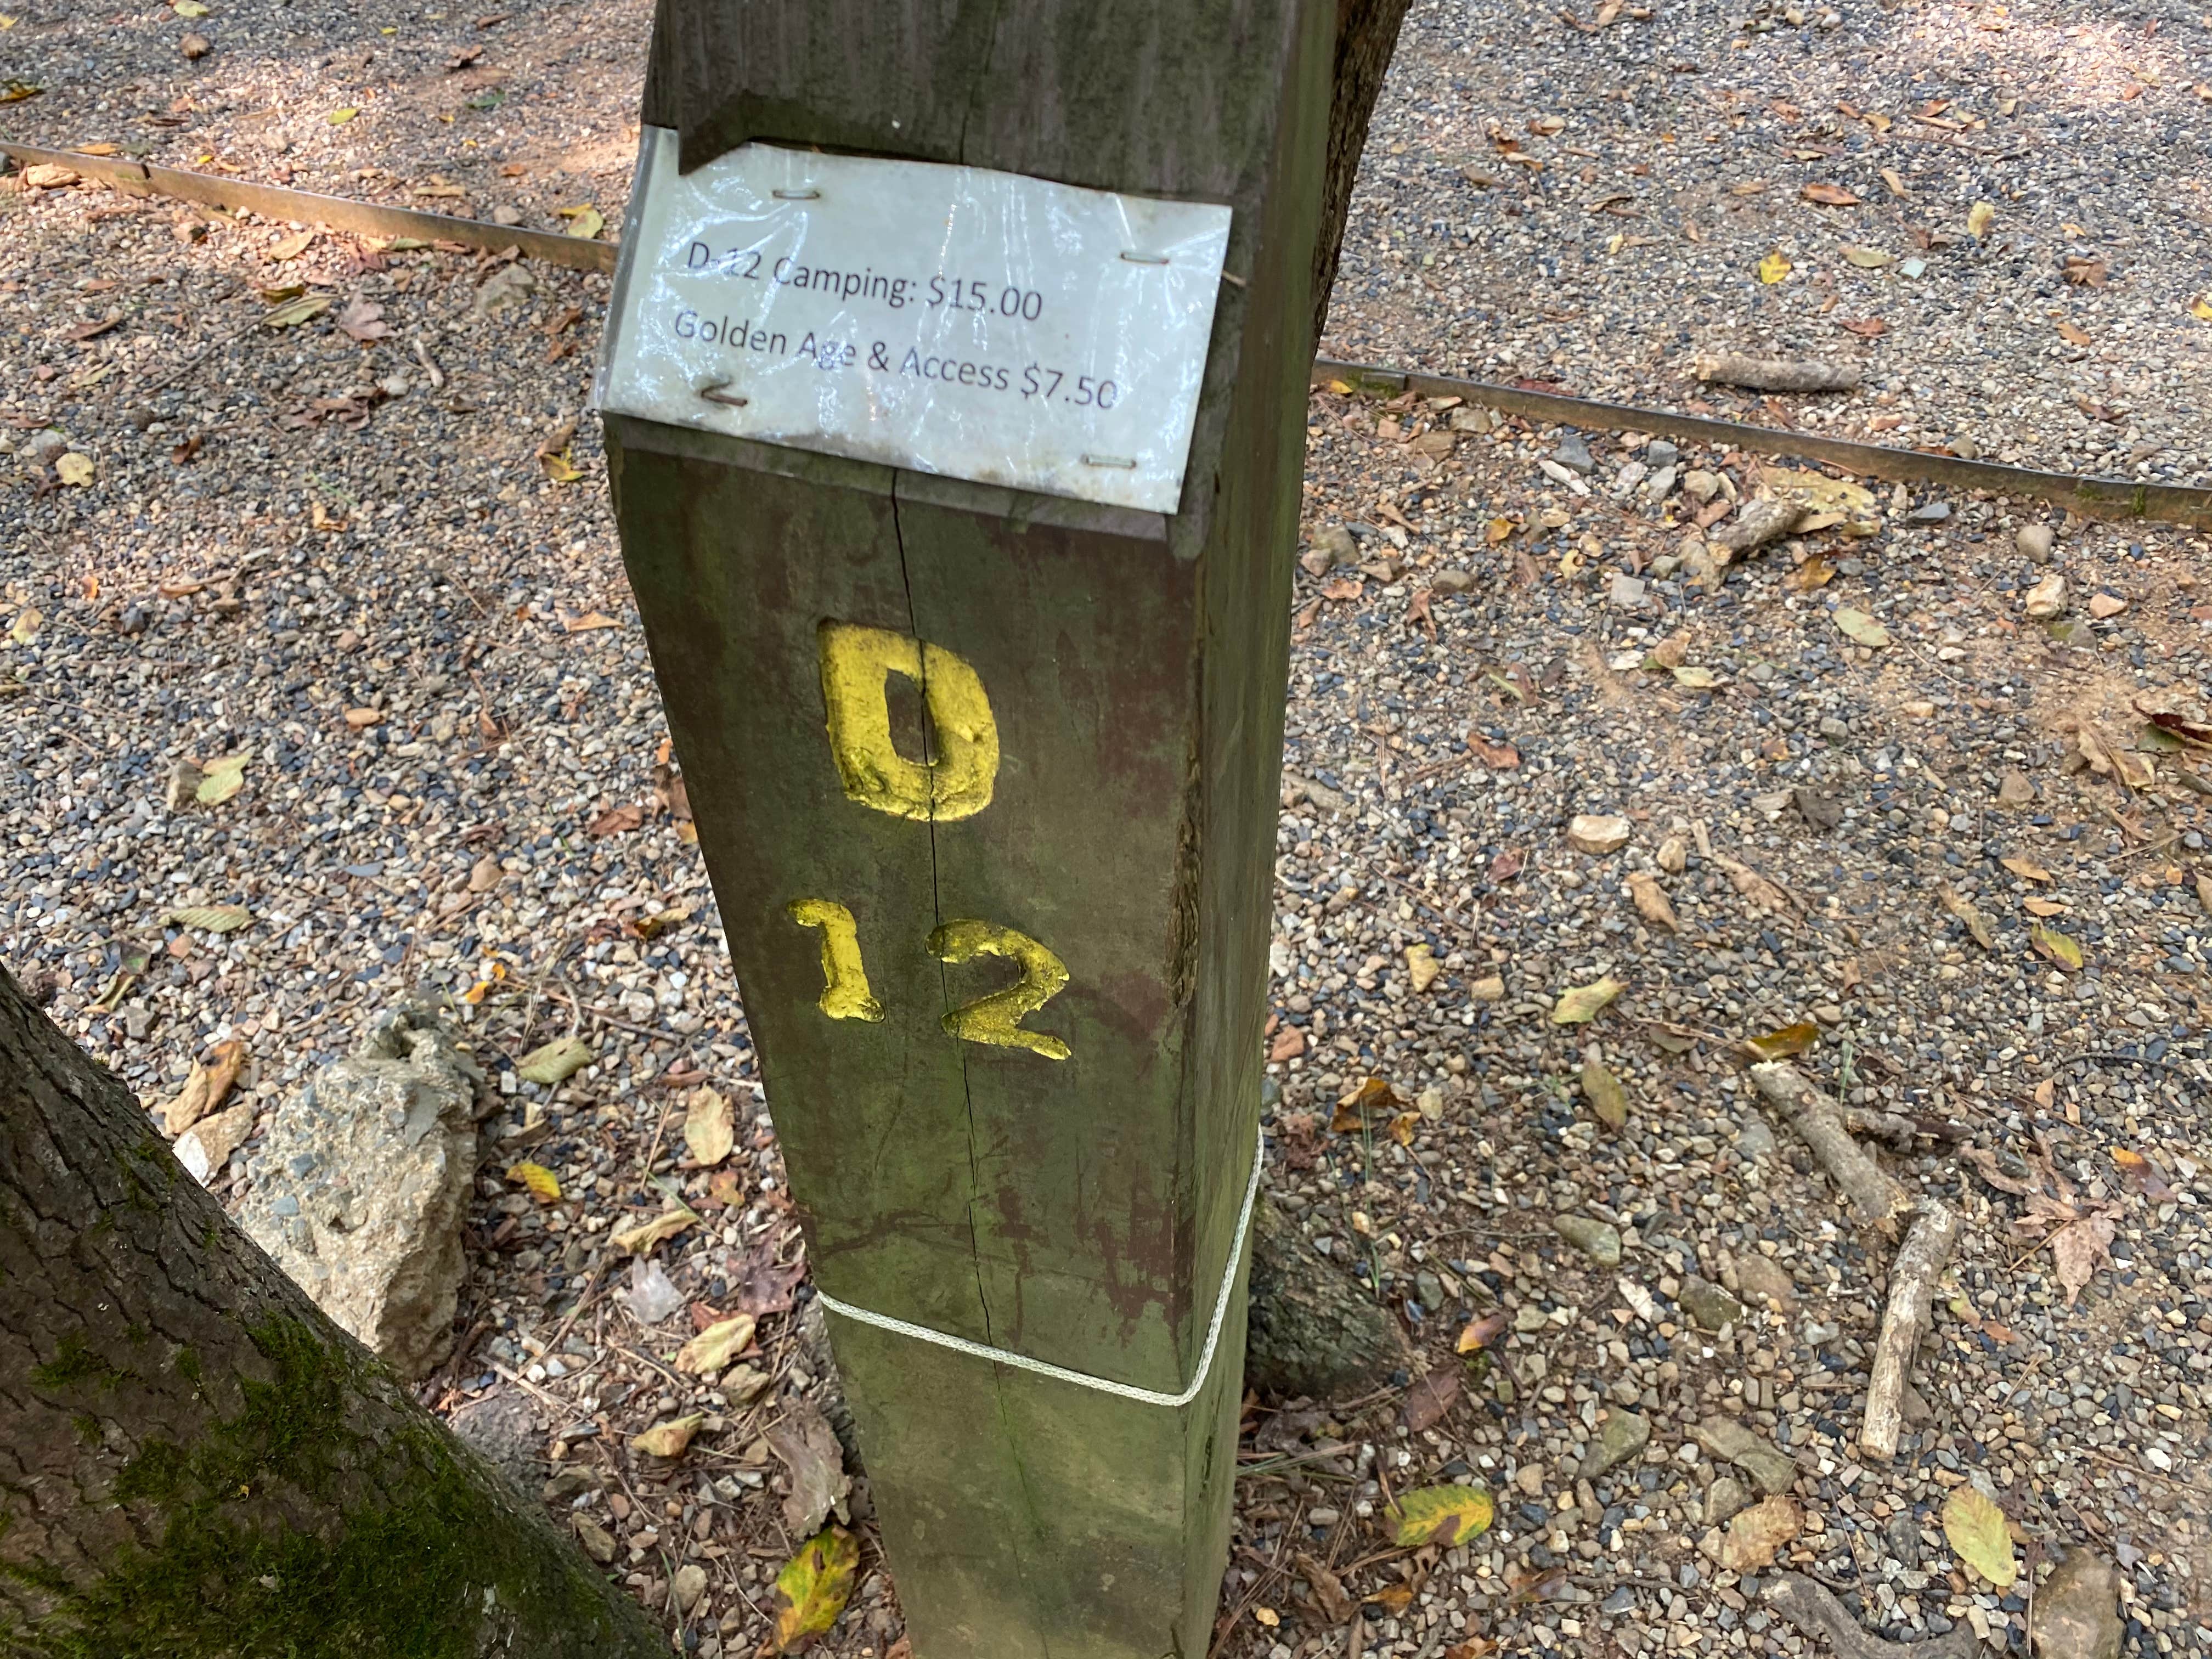 D-12 Camping: $15.00
Golden Age & Access $7.50
D
12